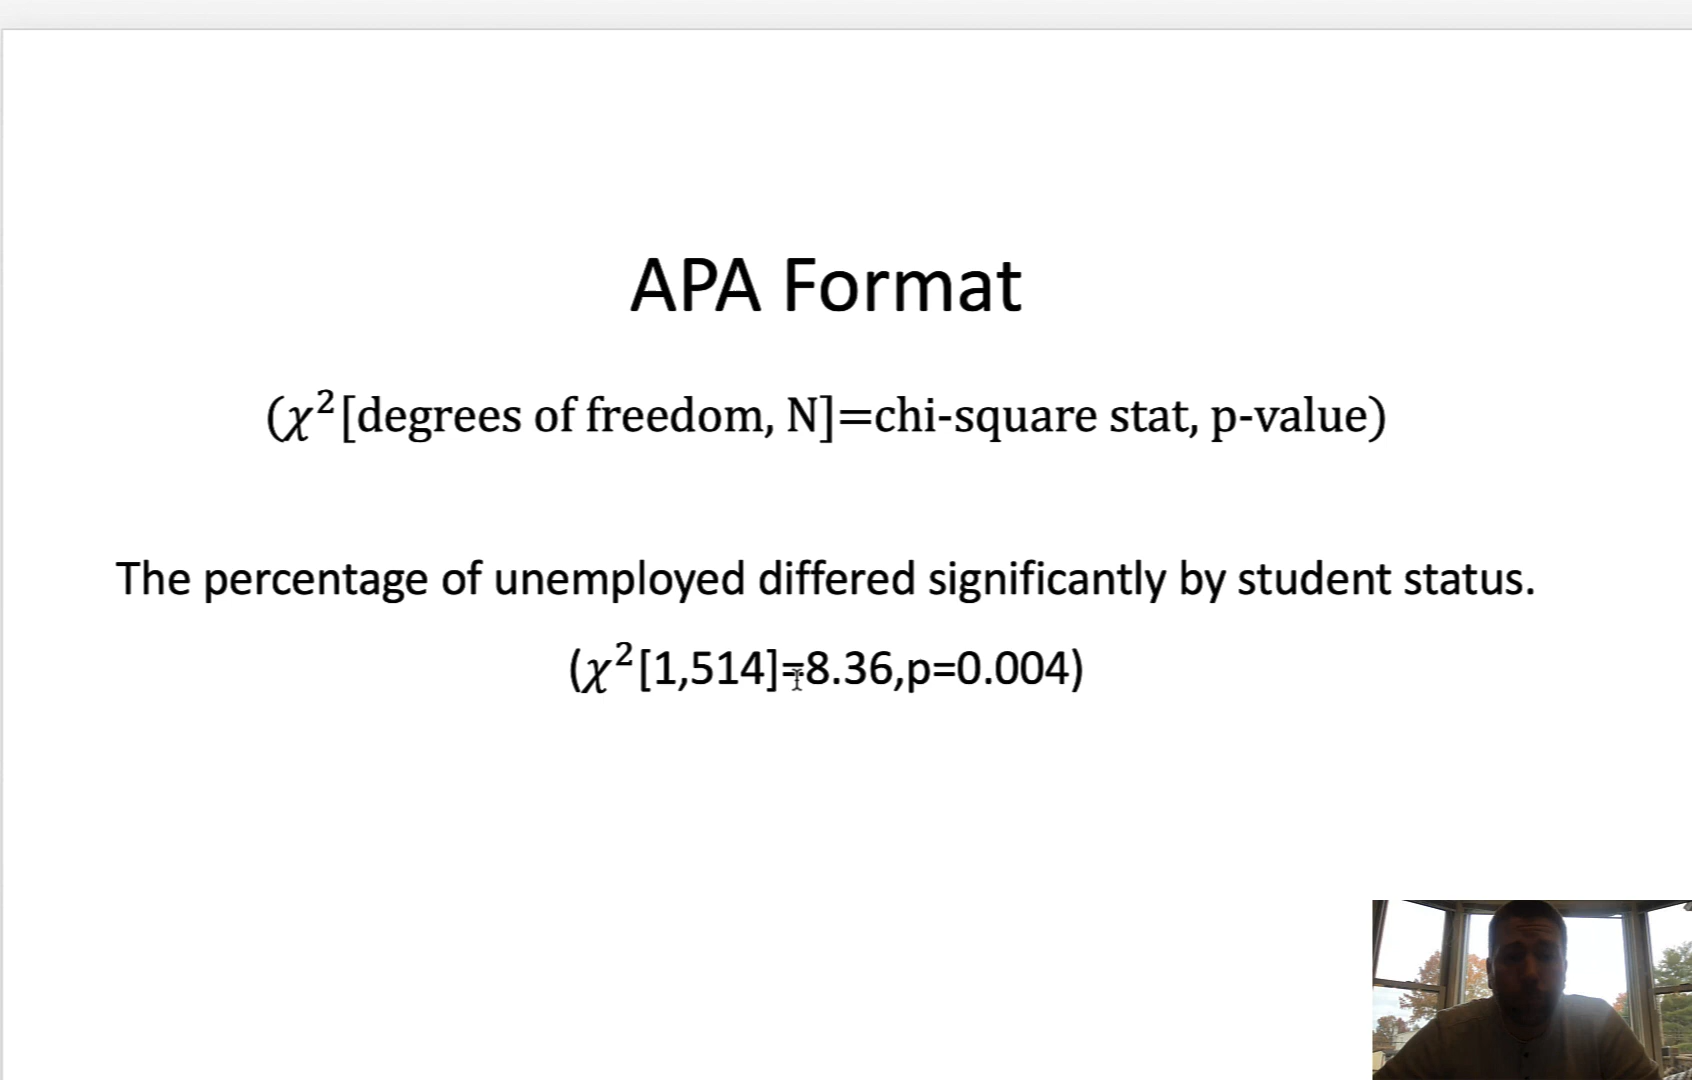 APA Format
(χ²[degrees of freedom, N]=chi-square stat, p-value)
The percentage of unemployed differed significantly by student status.
(χ²[1,514]=8.36,p=0.004)